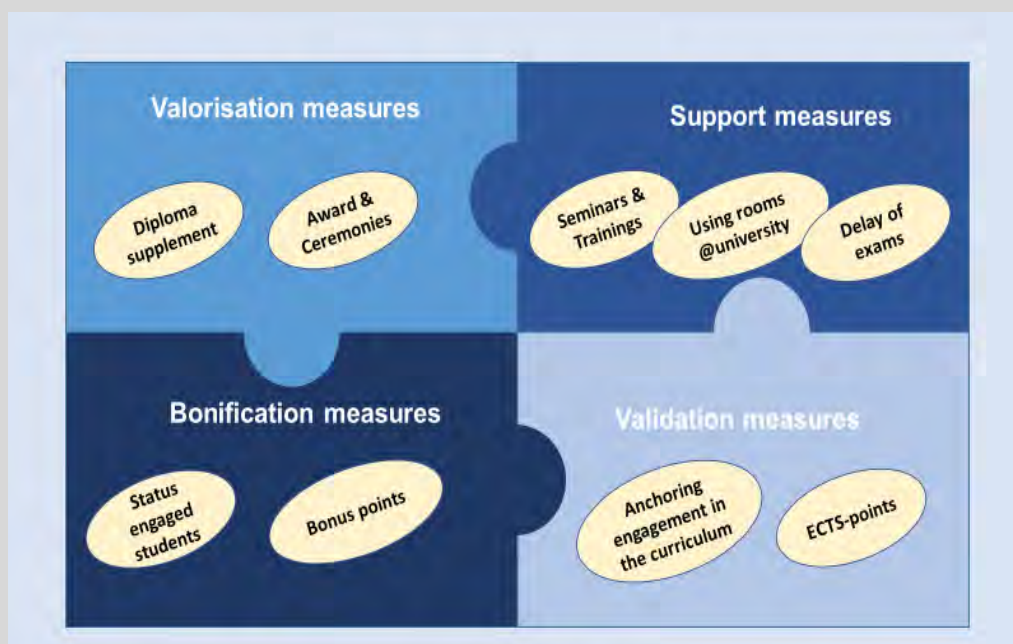 Valorisation measures
Diploma
supplement
Award &
Ceremonies
Support measures
Seminars &
Trainings
Using rooms
@university
Delay of
exams
Bonification measures
Status
engaged
students
Bonus points
Validation measures
Anchoring
engagement in
the curriculum
ECTS-points